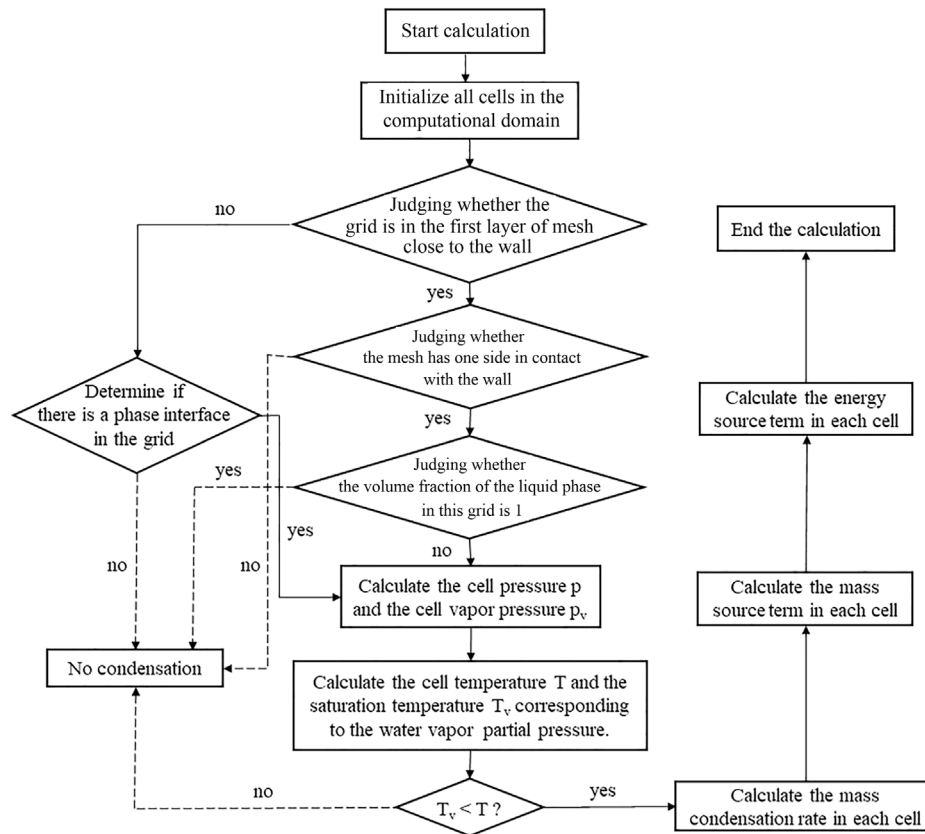 Start calculation
Initialize all cells in the
computational domain
Judging whether the
grid is in the first layer of mesh
close to the wall
no
yes
End the calculation
Judging whether
the mesh has one side in contact
with the wall
Determine if
there is a phase interface
in the grid
yes
Calculate the energy
source term in each cell
yes
Judging whether
the volume fraction of the liquid phase
in this grid is 1
yes
no
no
no
Calculate the cell pressure p
and the cell vapor pressure pᵥ
Calculate the mass
source term in each cell
No condensation
Calculate the cell temperature T and the
saturation temperature Tᵥ corresponding
to the water vapor partial pressure.
no
Tᵥ < T ?
yes
Calculate the mass
condensation rate in each cell